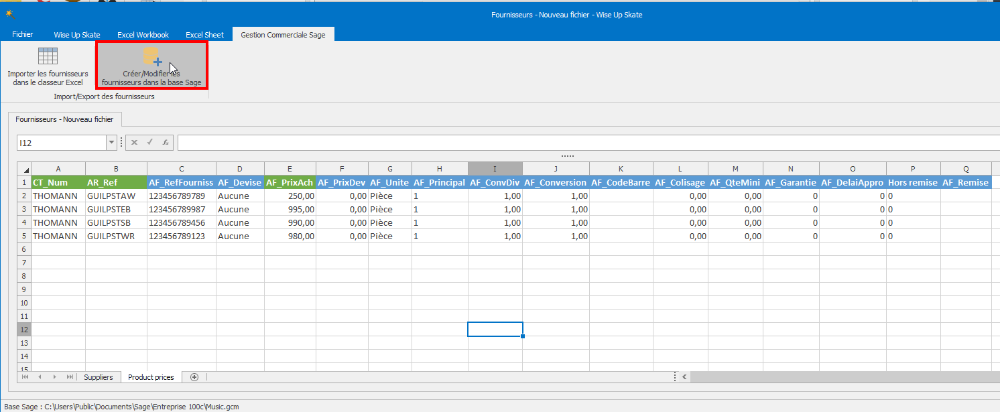 Fournisseurs - Nouveau fichier - Wise Up Skate
Fichier Wise Up Skate Excel Workbook Excel Sheet Gestion Commerciale Sage
Importer les fournisseurs
dans le classeur Excel
Créer/Modifier les
fournisseurs dans la base Sage
Import/Export des fournisseurs
Fournisseurs - Nouveau fichier
I12
A B C D E F G H I J K L M N O P Q
1 CT_Num AR_Ref AF_RefFourniss AF_Devise AF_PrixAch AF_PrixDev AF_Unite AF_Principal AF_ConvDiv AF_Conversion AF_CodeBarre AF_Colisage AF_QteMini AF_Garantie AF_DelaiAppro Hors remise AF_Remise
2 THOMANN GUILPSTAW 123456789789 Aucune 250,00 0,00 Pièce 1 1,00 1,00 0,00 0,00 0 0 0
3 THOMANN GUILPSTEB 123456789987 Aucune 995,00 0,00 Pièce 1 1,00 1,00 0,00 0,00 0 0 0
4 THOMANN GUILPSTSB 123456789456 Aucune 990,00 0,00 Pièce 1 1,00 1,00 0,00 0,00 0 0 0
5 THOMANN GUILPSTWR 123456789123 Aucune 980,00 0,00 Pièce 1 1,00 1,00 0,00 0,00 0 0 0
6
7
8
9
10
11
12
13
14
15
Suppliers Product prices
Base Sage : C:\Users\Public\Documents\Sage\Entreprise 100c\Music.gcm